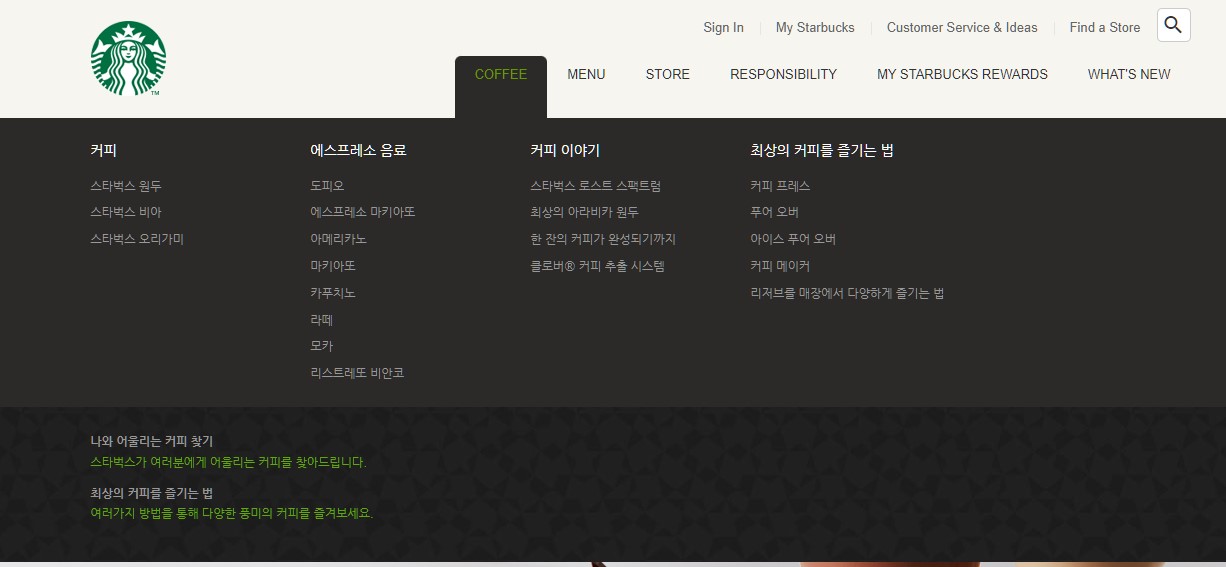 Sign In
My Starbucks
Customer Service & Ideas
Find a Store
COFFEE
MENU
STORE
RESPONSIBILITY
MY STARBUCKS REWARDS
WHAT'S NEW
커피
스타벅스 원두
스타벅스 비아
스타벅스 오리가미
에스프레소 음료
도피오
에스프레소 마키아또
아메리카노
마키아또
카푸치노
라떼
모카
리스트레또 비안코
커피 이야기
스타벅스 로스트 스팩트럼
최상의 아라비카 원두
한 잔의 커피가 완성되기까지
클로버® 커피 추출 시스템
최상의 커피를 즐기는 법
커피 프레스
푸어 오버
아이스 푸어 오버
커피 메이커
리저브를 매장에서 다양하게 즐기는 법
나와 어울리는 커피 찾기
스타벅스가 여러분에게 어울리는 커피를 찾아드립니다.
최상의 커피를 즐기는 법
여러가지 방법을 통해 다양한 풍미의 커피를 즐겨보세요.